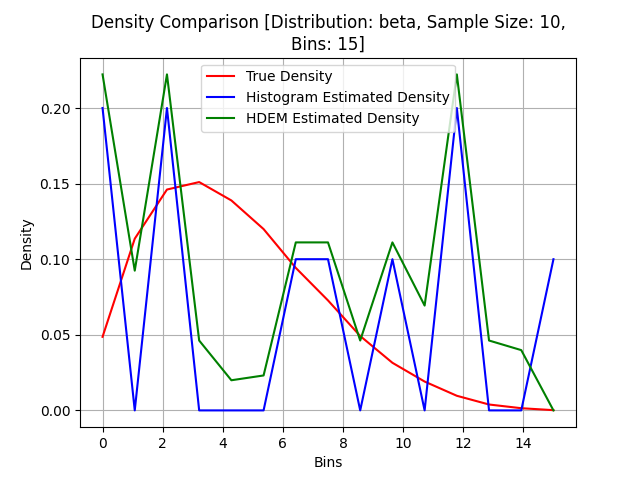 Density Comparison [Distribution: beta, Sample Size: 10,
Bins: 15]
True Density
Histogram Estimated Density
HDEM Estimated Density
Density
0.20
0.15
0.10
0.05
0.00
0 2 4 6 8 10 12 14
Bins